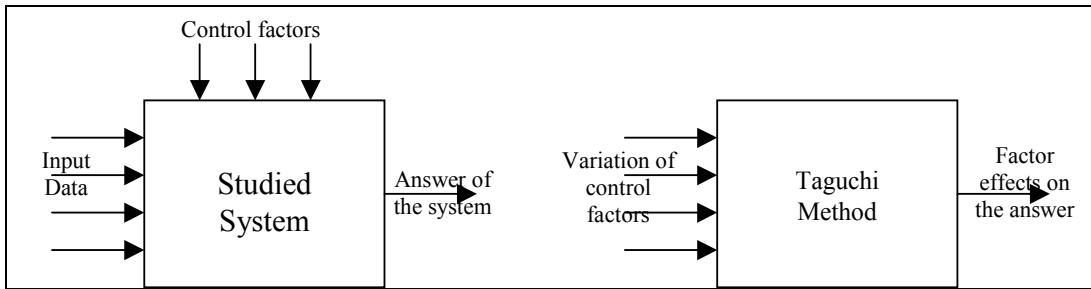 Control factors
Input
Data
Studied
System
Answer of
the system
Variation of
control
factors
Taguchi
Method
Factor
effects on
the answer